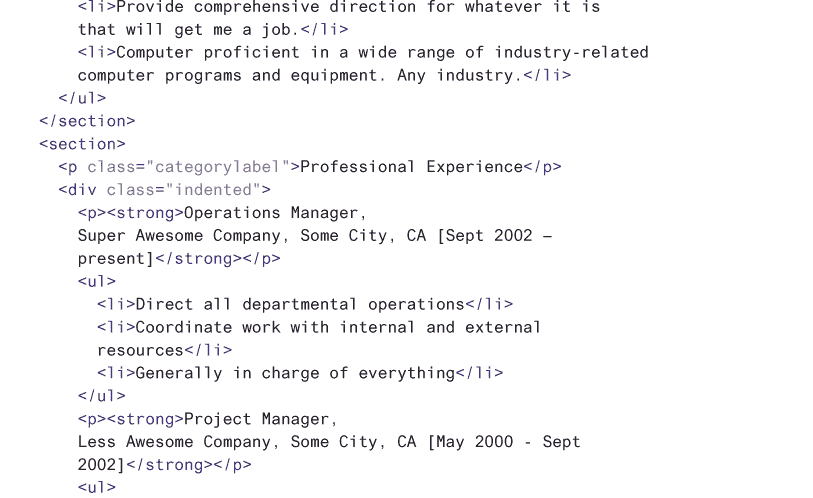 <li>Provide comprehensive direction for whatever it is
that will get me a job.</li>
<li>Computer proficient in a wide range of industry-related
computer programs and equipment. Any industry.</li>
</ul>
</section>
<section>
<p class="categorylabel">Professional Experience</p>
<div class="indented">
<p><strong>Operations Manager,
Super Awesome Company, Some City, CA [Sept 2002 –
present]</strong></p>
<ul>
<li>Direct all departmental operations</li>
<li>Coordinate work with internal and external
resources</li>
<li>Generally in charge of everything</li>
</ul>
<p><strong>Project Manager,
Less Awesome Company, Some City, CA [May 2000 - Sept
2002]</strong></p>
<ul>